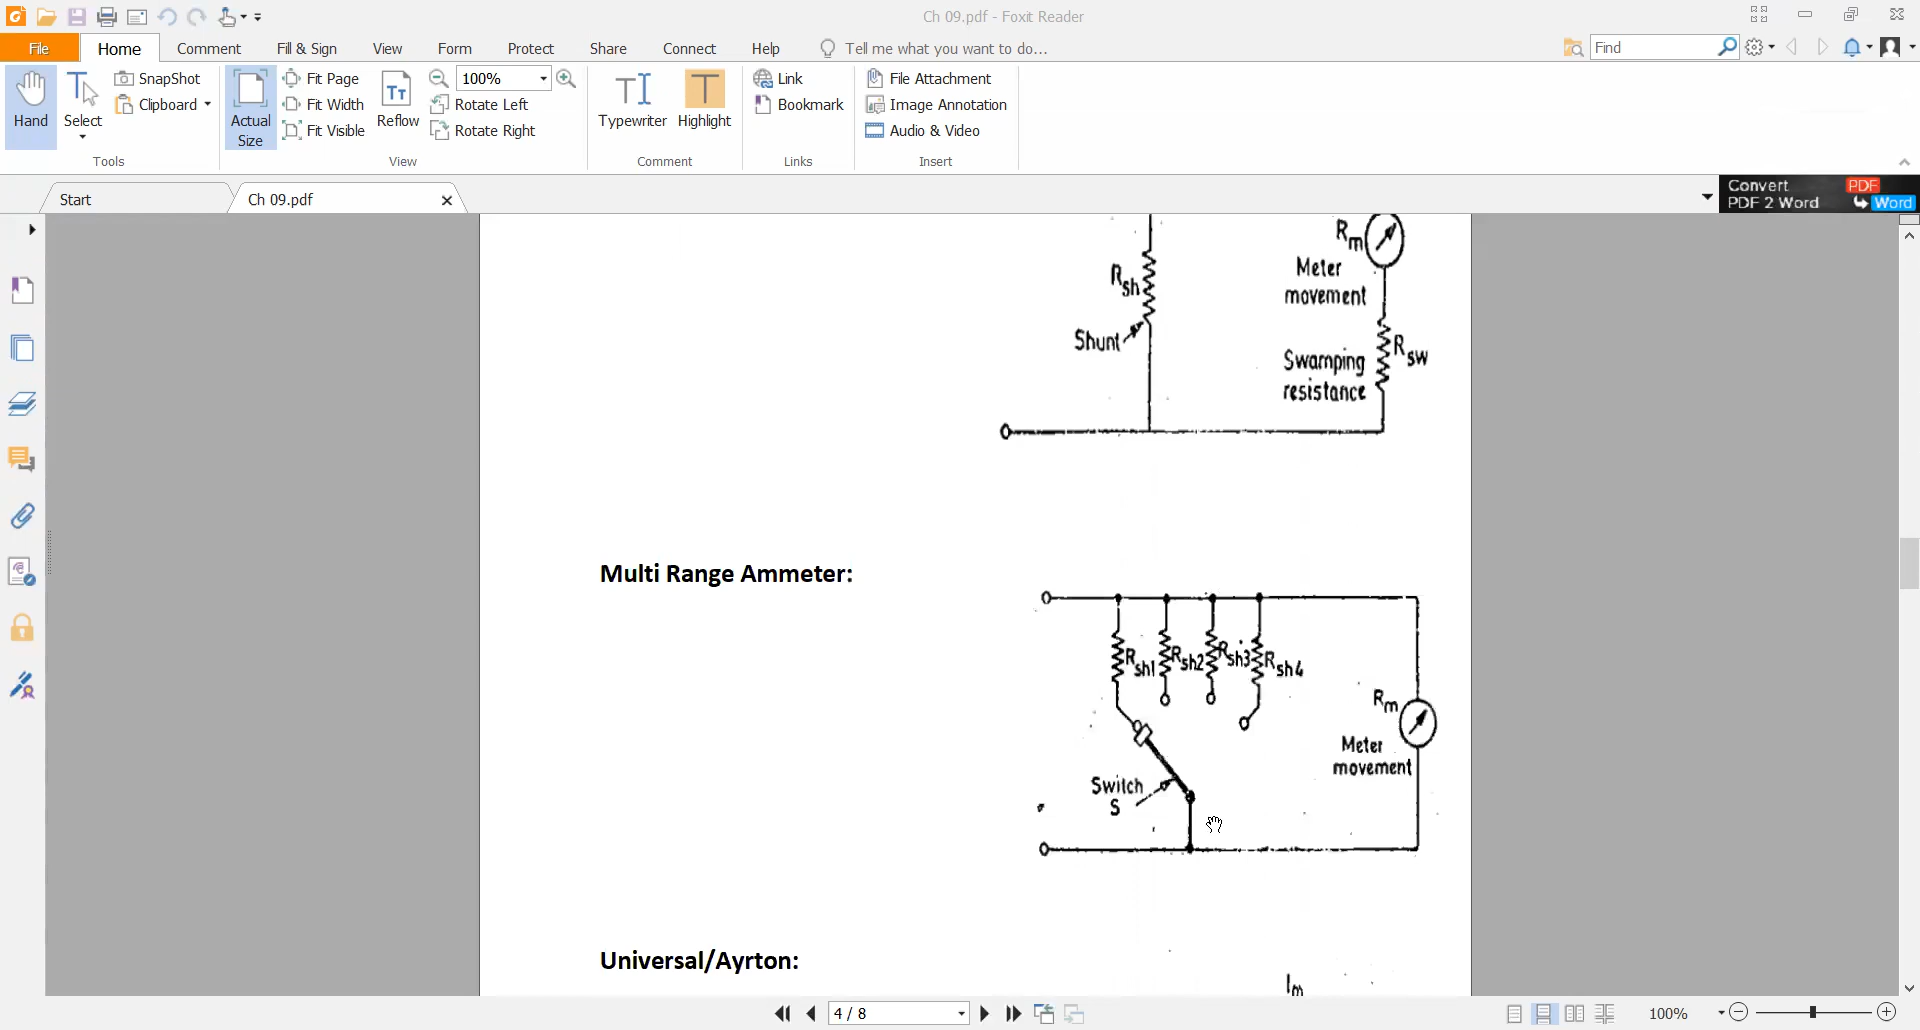 Ch 09.pdf - Foxit Reader
File Home Comment Fill & Sign View Form Protect Share Connect Help Tell me what you want to do... Find
Hand
Select
SnapShot
Clipboard
Tools
Actual
Size
Fit Page
Fit Width
Fit Visible
Reflow
100%
Rotate Left
Rotate Right
View
Typewriter
Highlight
Comment
Link
Bookmark
Links
File Attachment
Image Annotation
Audio & Video
Insert
Start
Ch 09.pdf
Convert PDF
PDF 2 Word Word
Rm
Meter
movement
Rsh
Shunt
Rsw
Swamping
resistance
Multi Range Ammeter:
Rsh1 Rsh2 Rsh3 Rsh4
Rm
Meter
movement
Switch
S
Universal/Ayrton:
Im
4 / 8
100%